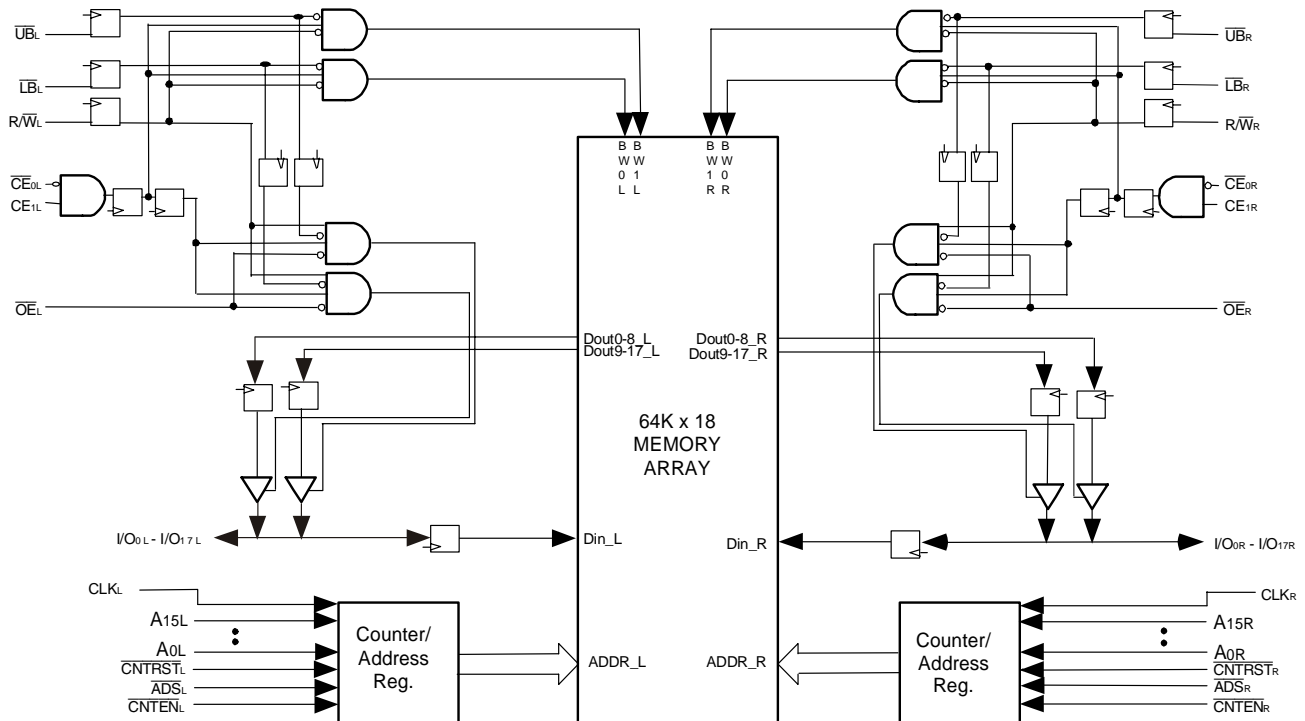 UBL
UBR
LBL
LBR
R/WL
R/WR
B W 0 L
B W 1 L
B W 1 R
B W 0 R
CE0L
CE0R
CE1L
CE1R
OEL
OER
Dout0-8_L
Dout9-17_L
Dout0-8_R
Dout9-17_R
64K x 18
MEMORY
ARRAY
I/O0L - I/O17L
Din_L
Din_R
I/O0R - I/O17R
CLKL
CLKR
A15L
A15R
A0L
A0R
CNTRSTL
CNTRSTR
ADSL
ADSR
CNTENL
CNTENR
Counter/
Address
Reg.
ADDR_L
ADDR_R
Counter/
Address
Reg.